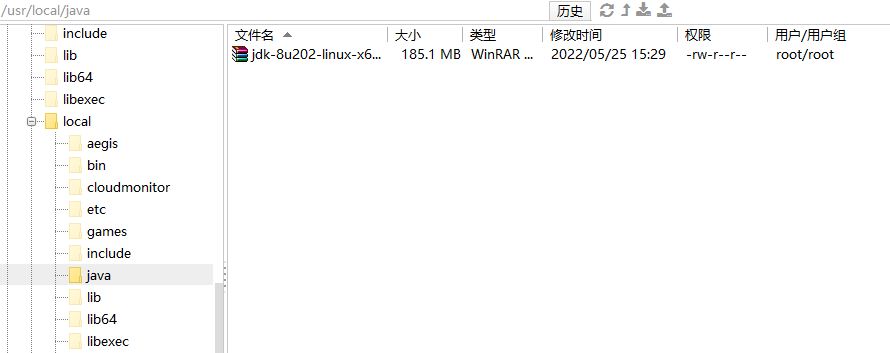 /usr/local/java
历史
include
lib
lib64
libexec
local
aegis
bin
cloudmonitor
etc
games
include
java
lib
lib64
libexec
文件名 大小 类型 修改时间 权限 用户/用户组
jdk-8u202-linux-x6... 185.1 MB WinRAR ... 2022/05/25 15:29 -rw-r--r-- root/root